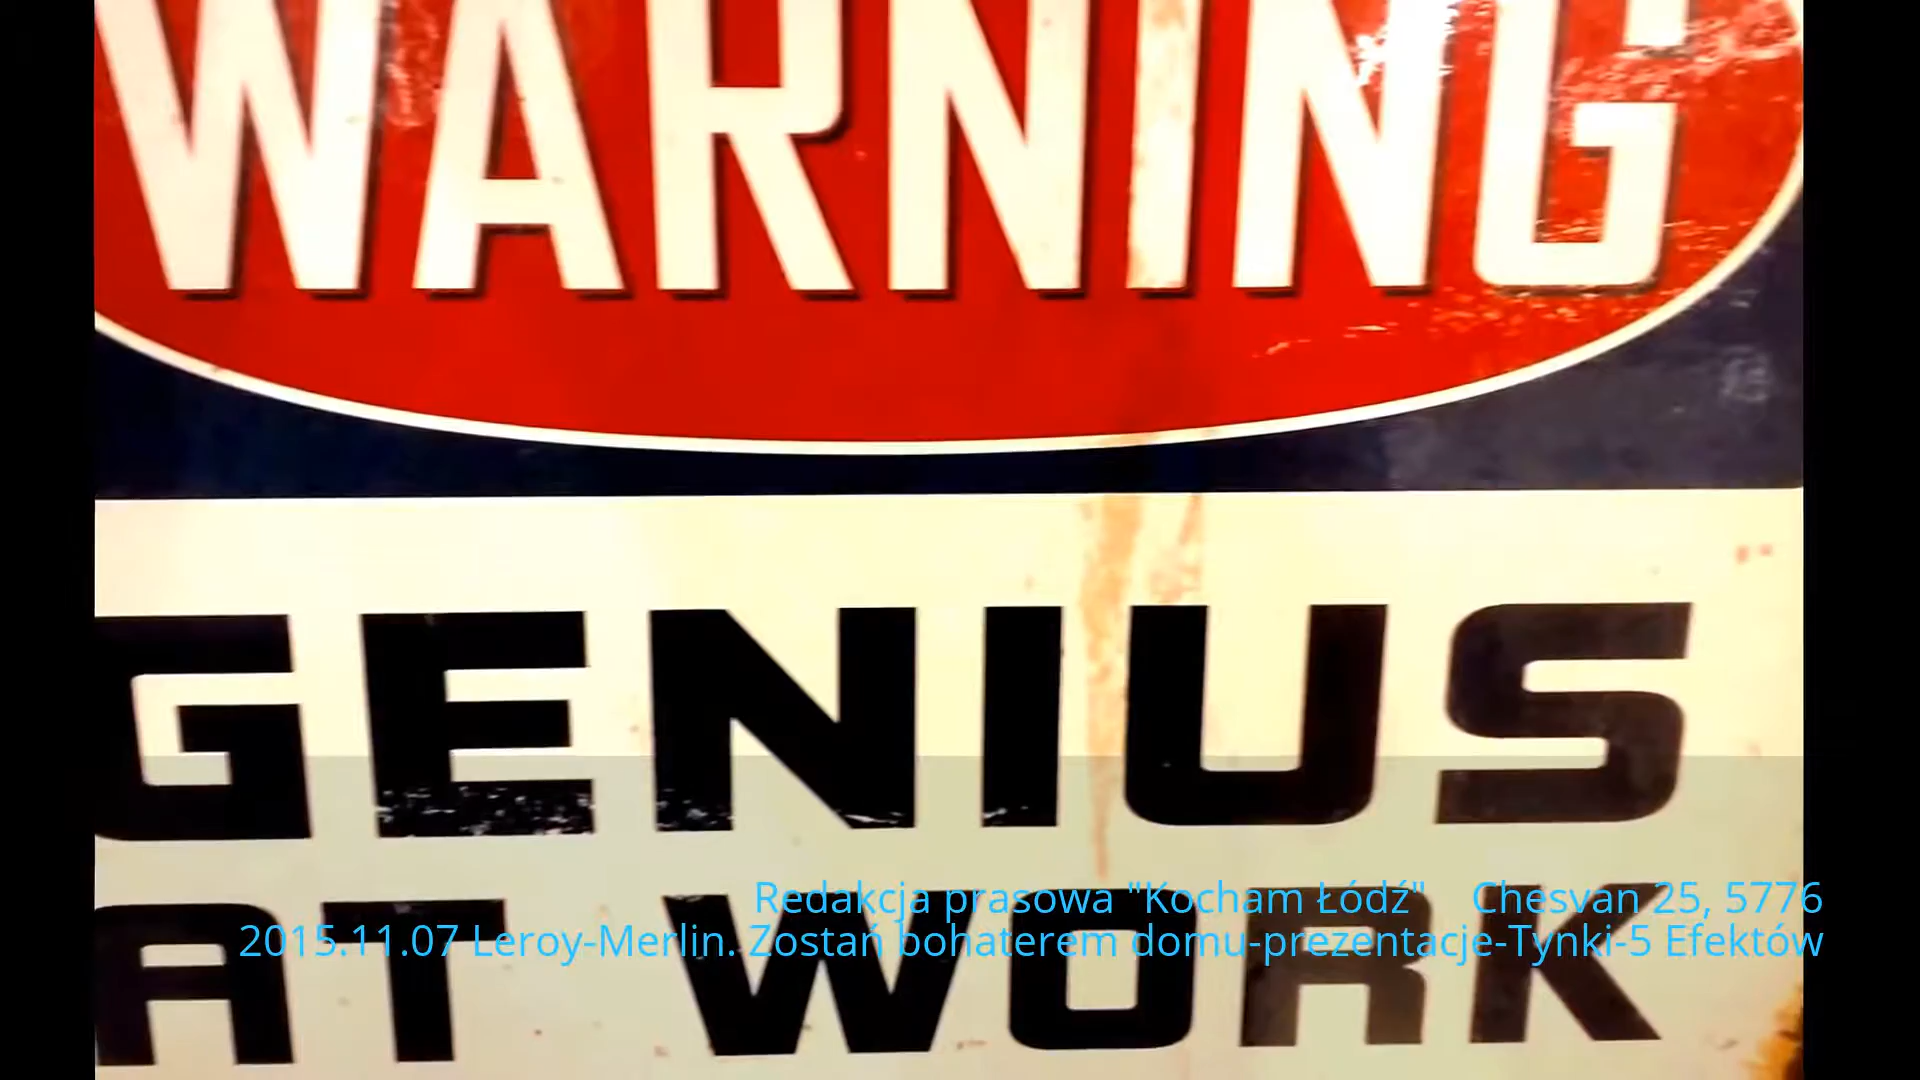 WARNING
GENIUS
AT WORK
Redakcja prasowa "Kocham Łódź" Chesvan 25, 5776
2015.11.07 Leroy-Merlin. Zostań bohaterem domu-prezentacje-Tynki-5 Efektów